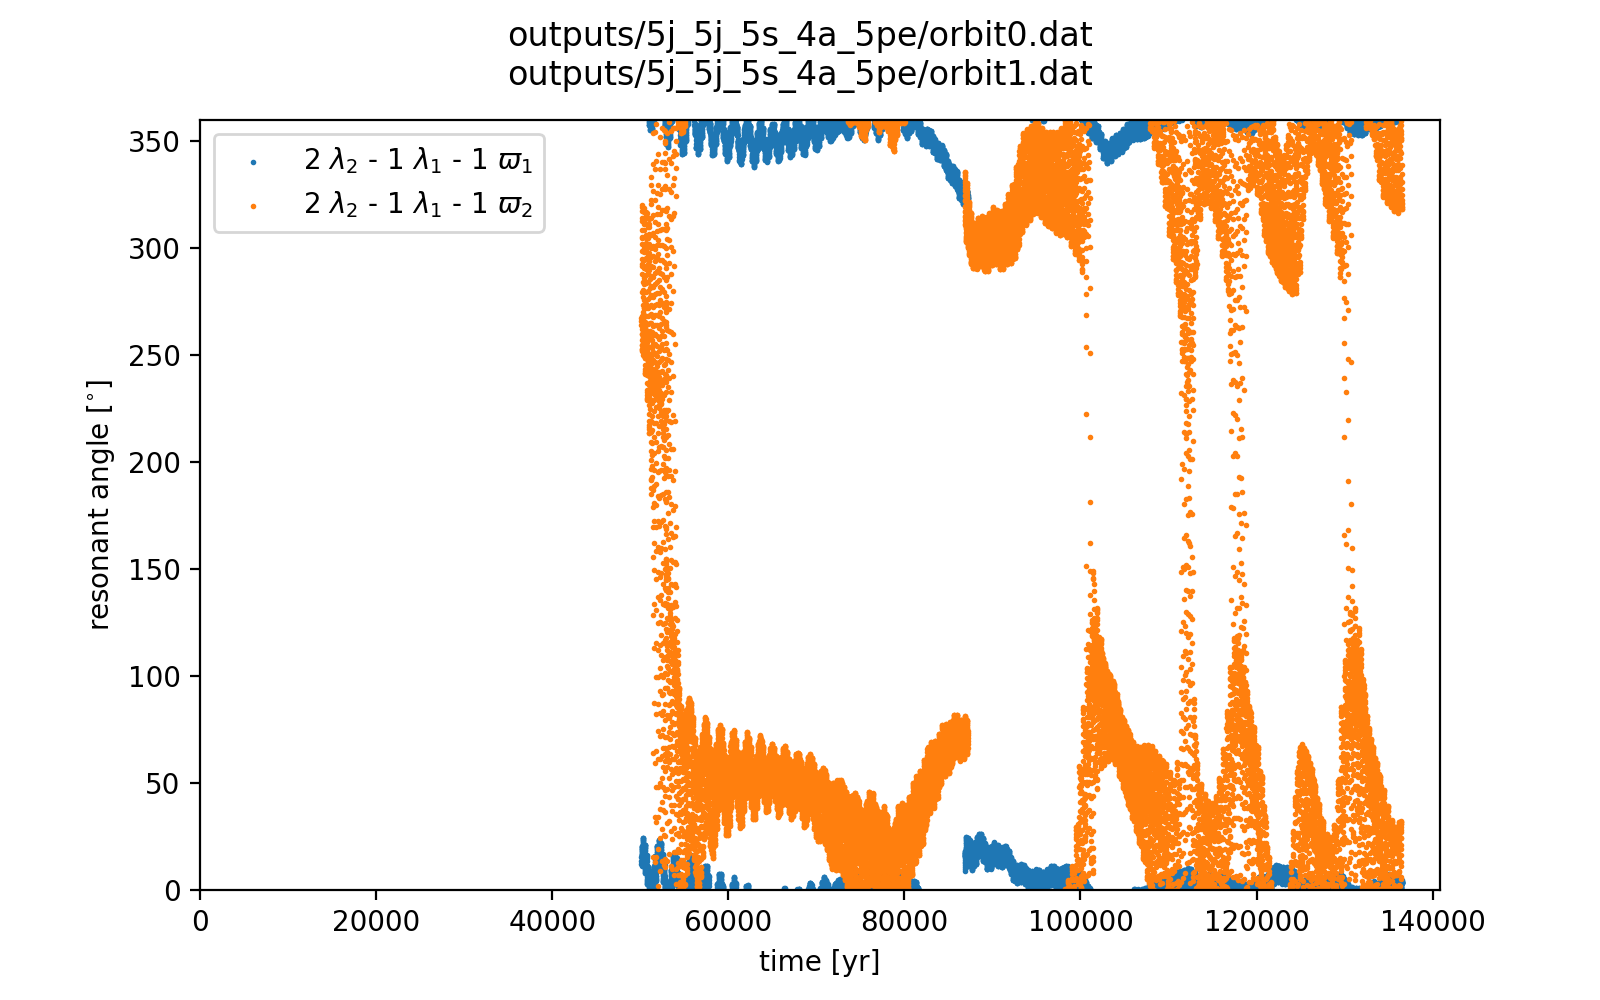 outputs/5j_5j_5s_4a_5pe/orbit0.dat
outputs/5j_5j_5s_4a_5pe/orbit1.dat
2 λ₂ - 1 λ₁ - 1 ϖ₁
2 λ₂ - 1 λ₁ - 1 ϖ₂
350
300
250
200
150
100
50
0
resonant angle [°]
0 20000 40000 60000 80000 100000 120000 140000
time [yr]